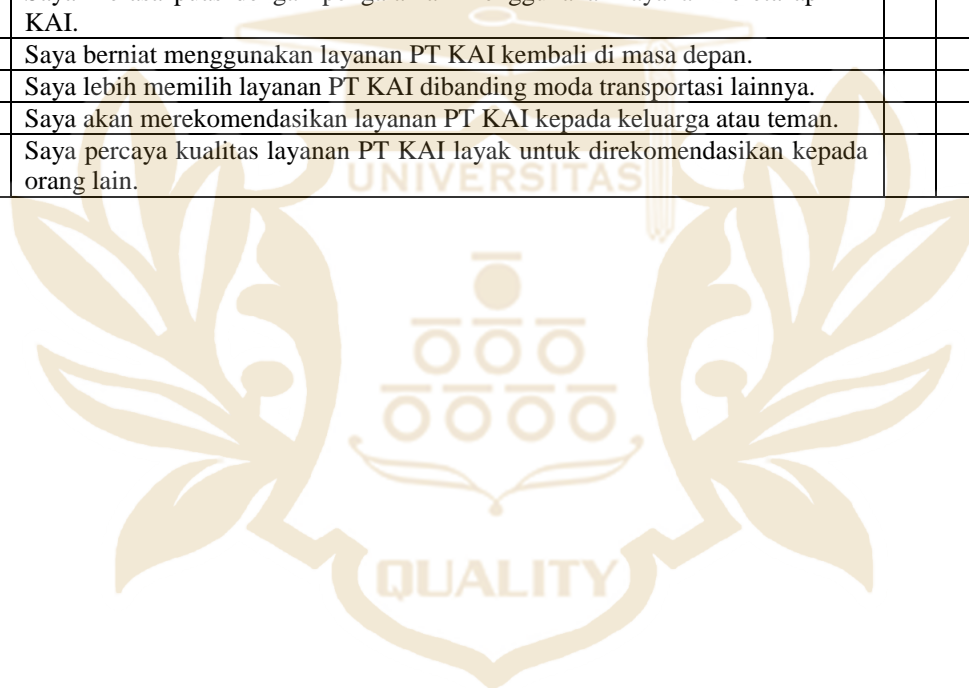 KAI.
Saya berniat menggunakan layanan PT KAI kembali di masa depan.
Saya lebih memilih layanan PT KAI dibanding moda transportasi lainnya.
Saya akan merekomendasikan layanan PT KAI kepada keluarga atau teman.
Saya percaya kualitas layanan PT KAI layak untuk direkomendasikan kepada
orang lain.
UNIVERSITAS
QUALITY